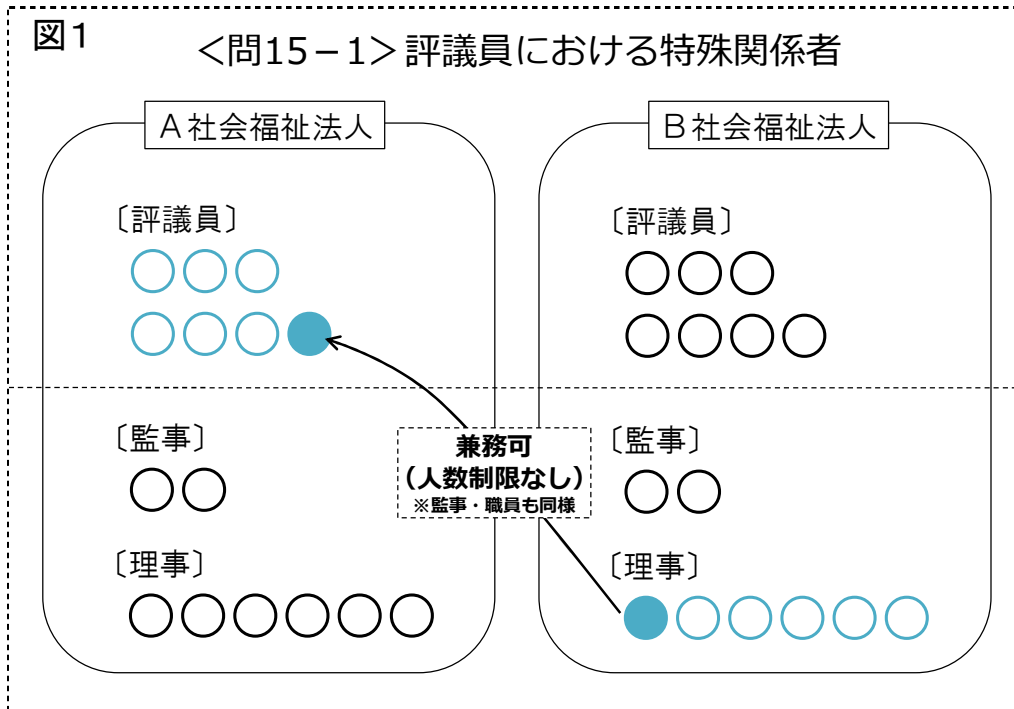 図1
＜問15－1＞評議員における特殊関係者
Ａ社会福祉法人
Ｂ社会福祉法人
〔評議員〕
〔評議員〕
〔監事〕
兼務可
（人数制限なし）
※監事・職員も同様
〔監事〕
〔理事〕
〔理事〕